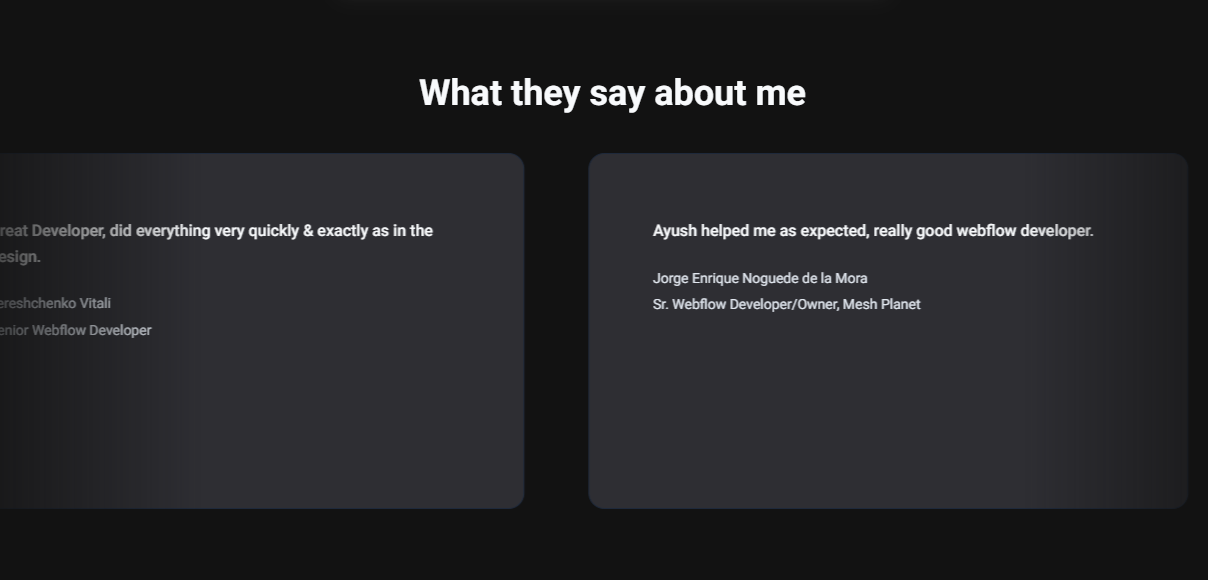 What they say about me
reat Developer, did everything very quickly & exactly as in the
esign.
ereshchenko Vitali
enior Webflow Developer
Ayush helped me as expected, really good webflow developer.
Jorge Enrique Noguede de la Mora
Sr. Webflow Developer/Owner, Mesh Planet